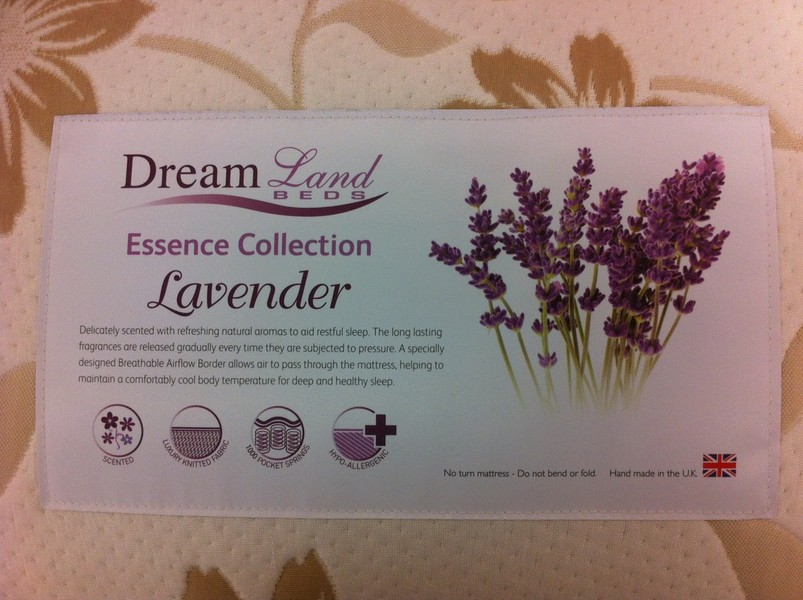 Dream Land
BEDS
Essence Collection
Lavender
Delicately scented with refreshing natural aromas to aid restful sleep. The long lasting
fragrances are released gradually every time they are subjected to pressure. A specially
designed Breathable Airflow Border allows air to pass through the mattress, helping to
maintain a comfortably cool body temperature for deep and healthy sleep.
SCENTED
LUXURY KNITTED FABRIC
1000 POCKET SPRINGS
HYPO-ALLERGENIC
No turn mattress - Do not bend or fold. Hand made in the U.K.